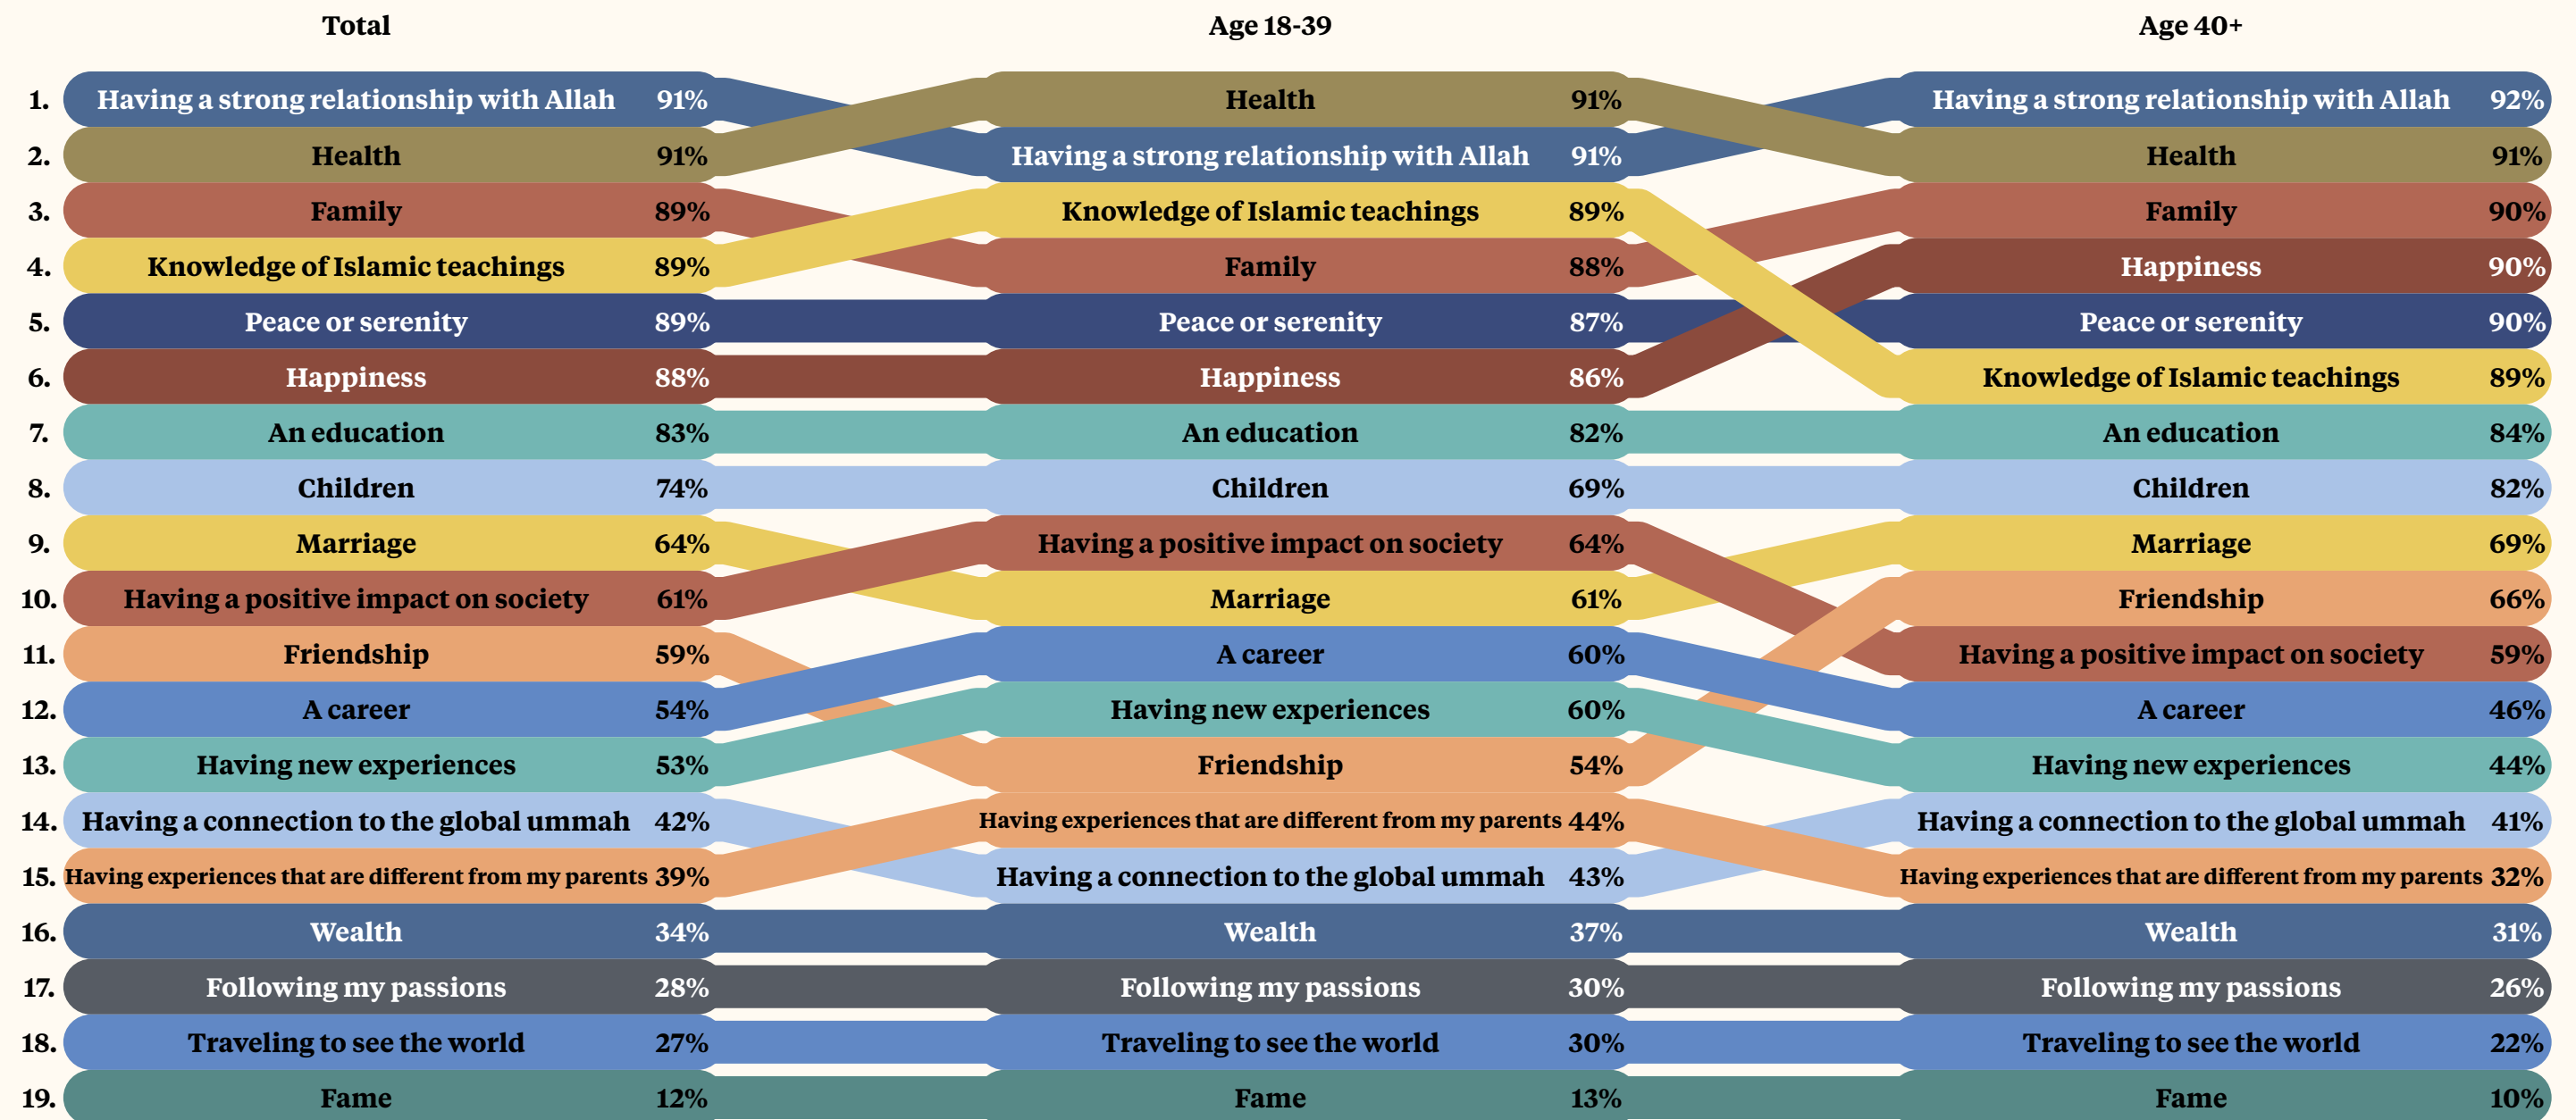 Total Age 18-39 Age 40+
1. Having a strong relationship with Allah 91% Health 91% Having a strong relationship with Allah 92%
2. Health 91% Having a strong relationship with Allah 91% Health 91%
3. Family 89% Knowledge of Islamic teachings 89% Family 90%
4. Knowledge of Islamic teachings 89% Family 88% Happiness 90%
5. Peace or serenity 89% Peace or serenity 87% Peace or serenity 90%
6. Happiness 88% Happiness 86% Knowledge of Islamic teachings 89%
7. An education 83% An education 82% An education 84%
8. Children 74% Children 69% Children 82%
9. Marriage 64% Having a positive impact on society 64% Marriage 69%
10. Having a positive impact on society 61% Marriage 61% Friendship 66%
11. Friendship 59% A career 60% Having a positive impact on society 59%
12. A career 54% Having new experiences 60% A career 46%
13. Having new experiences 53% Friendship 54% Having new experiences 44%
14. Having a connection to the global ummah 42% Having experiences that are different from my parents 44% Having a connection to the global ummah 41%
15. Having experiences that are different from my parents 39% Having a connection to the global ummah 43% Having experiences that are different from my parents 32%
16. Wealth 34% Wealth 37% Wealth 31%
17. Following my passions 28% Following my passions 30% Following my passions 26%
18. Traveling to see the world 27% Traveling to see the world 30% Traveling to see the world 22%
19. Fame 12% Fame 13% Fame 10%